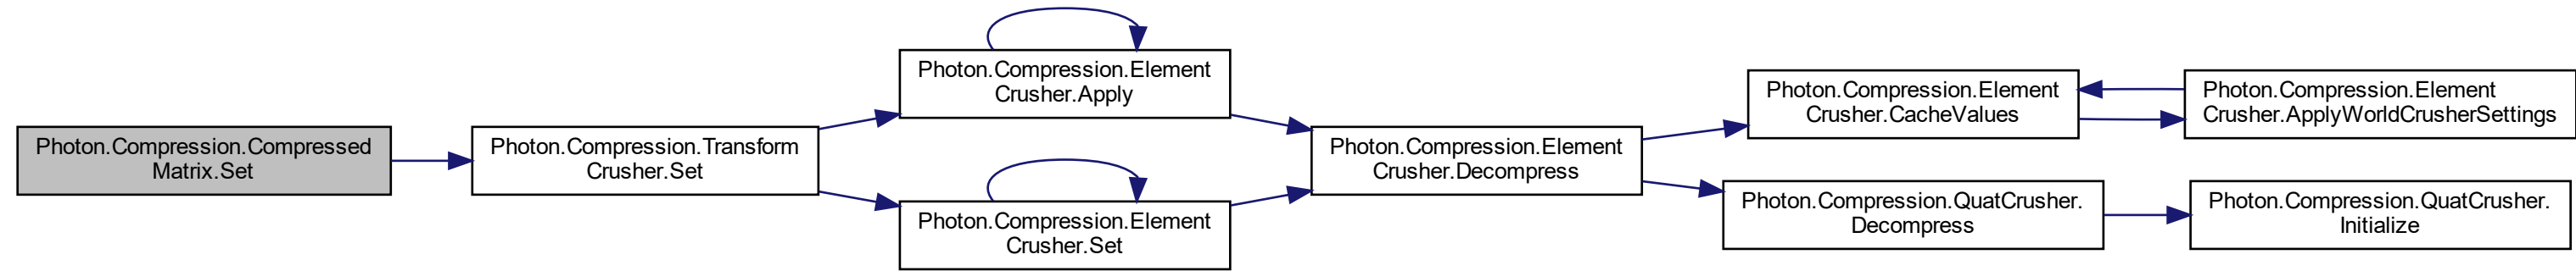 Photon.Compression.Compressed
Matrix.Set
Photon.Compression.Transform
Crusher.Set
Photon.Compression.Element
Crusher.Apply
Photon.Compression.Element
Crusher.Set
Photon.Compression.Element
Crusher.Decompress
Photon.Compression.Element
Crusher.CacheValues
Photon.Compression.Element
Crusher.ApplyWorldCrusherSettings
Photon.Compression.QuatCrusher.
Decompress
Photon.Compression.QuatCrusher.
Initialize